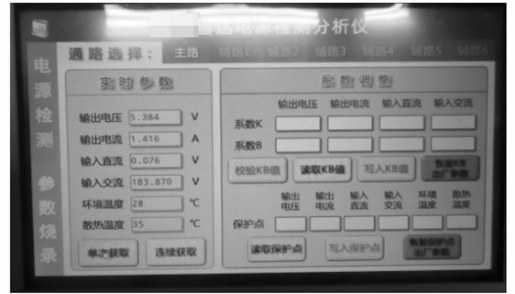 电源检测分析仪
通路选择： 主路 辅路1 辅路2 辅路3 辅路4 辅路5 辅路6
电源检测 参数烧录
实时参数
输出电压 5.384 V
输出电流 1.416 A
输入直流 0.076 V
输入交流 183.870 V
环境温度 28 ℃
散热温度 35 ℃
单次获取 连续获取
系数调整
输出电压 输出电流 输入直流 输入交流
系数K
系数B
校验KB值 读取KB值 写入KB值 恢复KB出厂参数
输出电压 输出电流 输入直流 输入交流 环境温度 散热温度
保护点
读取保护点 写入保护点 恢复保护点出厂参数